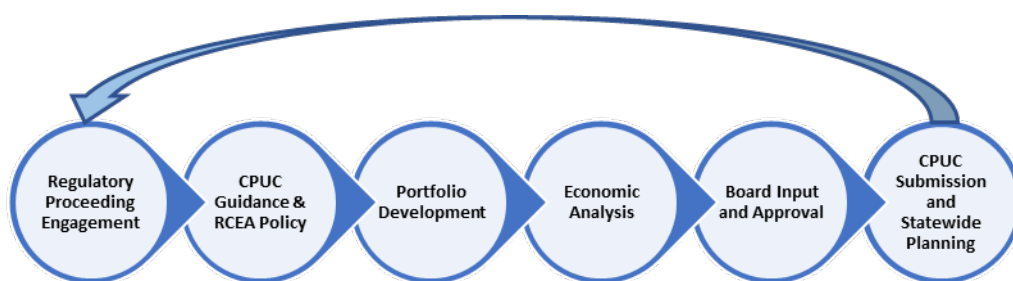 Regulatory
Proceeding
Engagement
CPUC
Guidance &
RCEA Policy
Portfolio
Development
Economic
Analysis
Board Input
and Approval
CPUC
Submission
and
Statewide
Planning